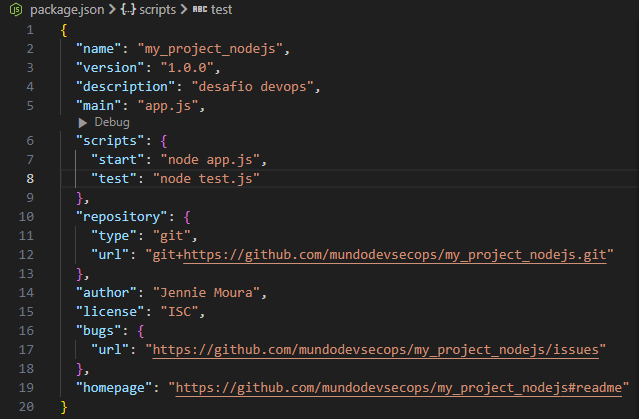 package.json > {...} scripts > abc test
1 {
2 "name": "my_project_nodejs",
3 "version": "1.0.0",
4 "description": "desafio devops",
5 "main": "app.js",
Debug
6 "scripts": {
7 "start": "node app.js",
8 "test": "node test.js"
9 },
10 "repository": {
11 "type": "git",
12 "url": "git+https://github.com/mundodevsecops/my_project_nodejs.git"
13 },
14 "author": "Jennie Moura",
15 "license": "ISC",
16 "bugs": {
17 "url": "https://github.com/mundodevsecops/my_project_nodejs/issues"
18 },
19 "homepage": "https://github.com/mundodevsecops/my_project_nodejs#readme"
20 }